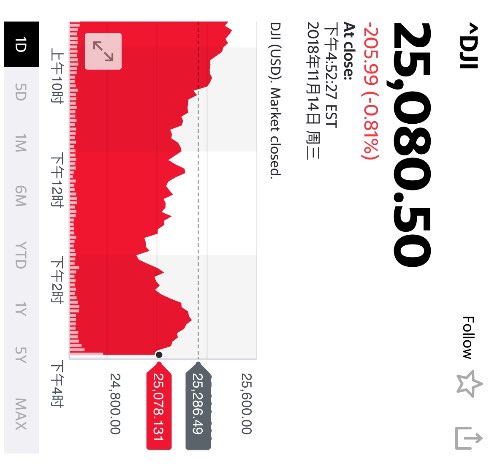 ^DJI
Follow
25,080.50
-205.99 (-0.81%)
At close:
下午4:52:27 EST
2018年11月14日 周三
DJI (USD). Market closed.
25,600.00
25,286.49
25,078.131
24,800.00
上午10时
下午12时
下午2时
下午4时
1D
5D
1M
6M
YTD
1Y
5Y
MAX